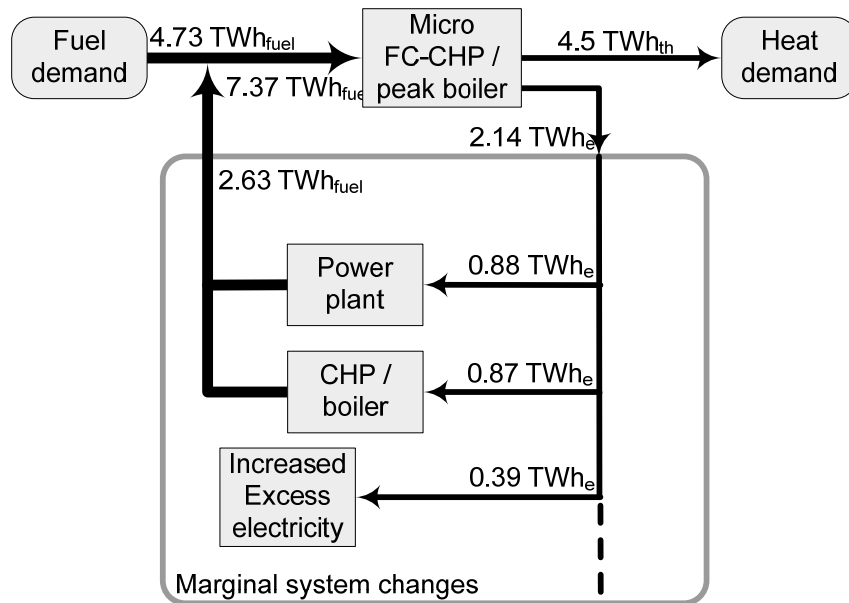 Fuel
demand
4.73 TWhfuel
Micro
FC-CHP /
peak boiler
4.5 TWhth
Heat
demand
7.37 TWhfue
2.14 TWhe
2.63 TWhfuel
Power
plant
0.88 TWhe
CHP /
boiler
0.87 TWhe
Increased
Excess
electricity
0.39 TWhe
Marginal system changes